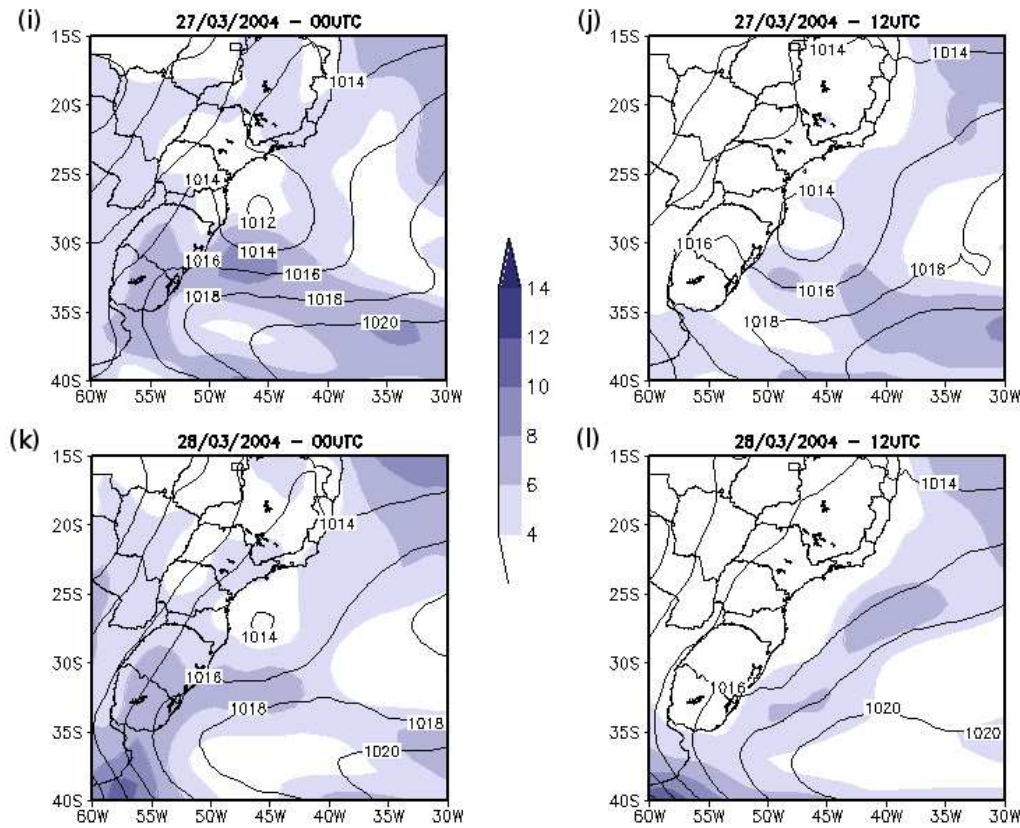 (i) 27/03/2004 – 00UTC
15S
20S
25S
30S
35S
40S
1014
1014
1012
1014
1016
1016
1018
1018
1020
60W 55W 50W 45W 40W 35W 30W
(j) 27/03/2004 – 12UTC
15S
20S
25S
30S
35S
40S
1014
1014
1014
1016
1018
1016
1018
60W 55W 50W 45W 40W 35W 30W
14
12
10
8
6
4
(k) 28/03/2004 – 00UTC
15S
20S
25S
30S
35S
40S
1014
1014
1016
1018
1018
1020
60W 55W 50W 45W 40W 35W 30W
(l) 28/03/2004 – 12UTC
15S
20S
25S
30S
35S
40S
1014
1016
1020
1020
60W 55W 50W 45W 40W 35W 30W